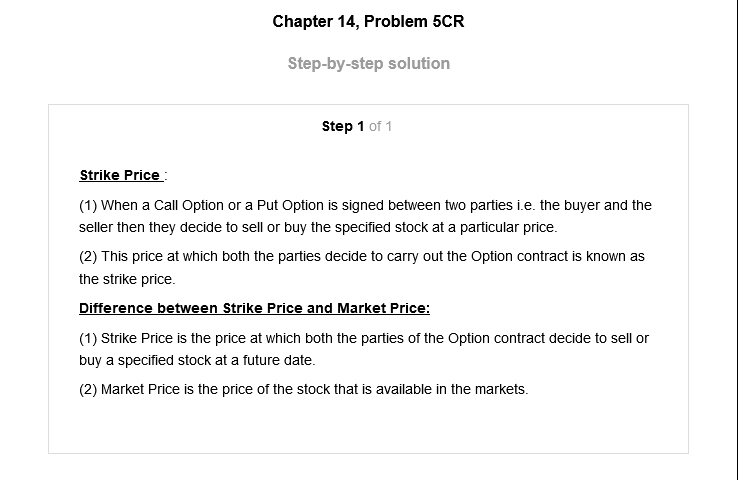 Chapter 14, Problem 5CR
Step-by-step solution
Step 1 of 1
Strike Price :
(1) When a Call Option or a Put Option is signed between two parties i.e. the buyer and the
seller then they decide to sell or buy the specified stock at a particular price.
(2) This price at which both the parties decide to carry out the Option contract is known as
the strike price.
Difference between Strike Price and Market Price:
(1) Strike Price is the price at which both the parties of the Option contract decide to sell or
buy a specified stock at a future date.
(2) Market Price is the price of the stock that is available in the markets.